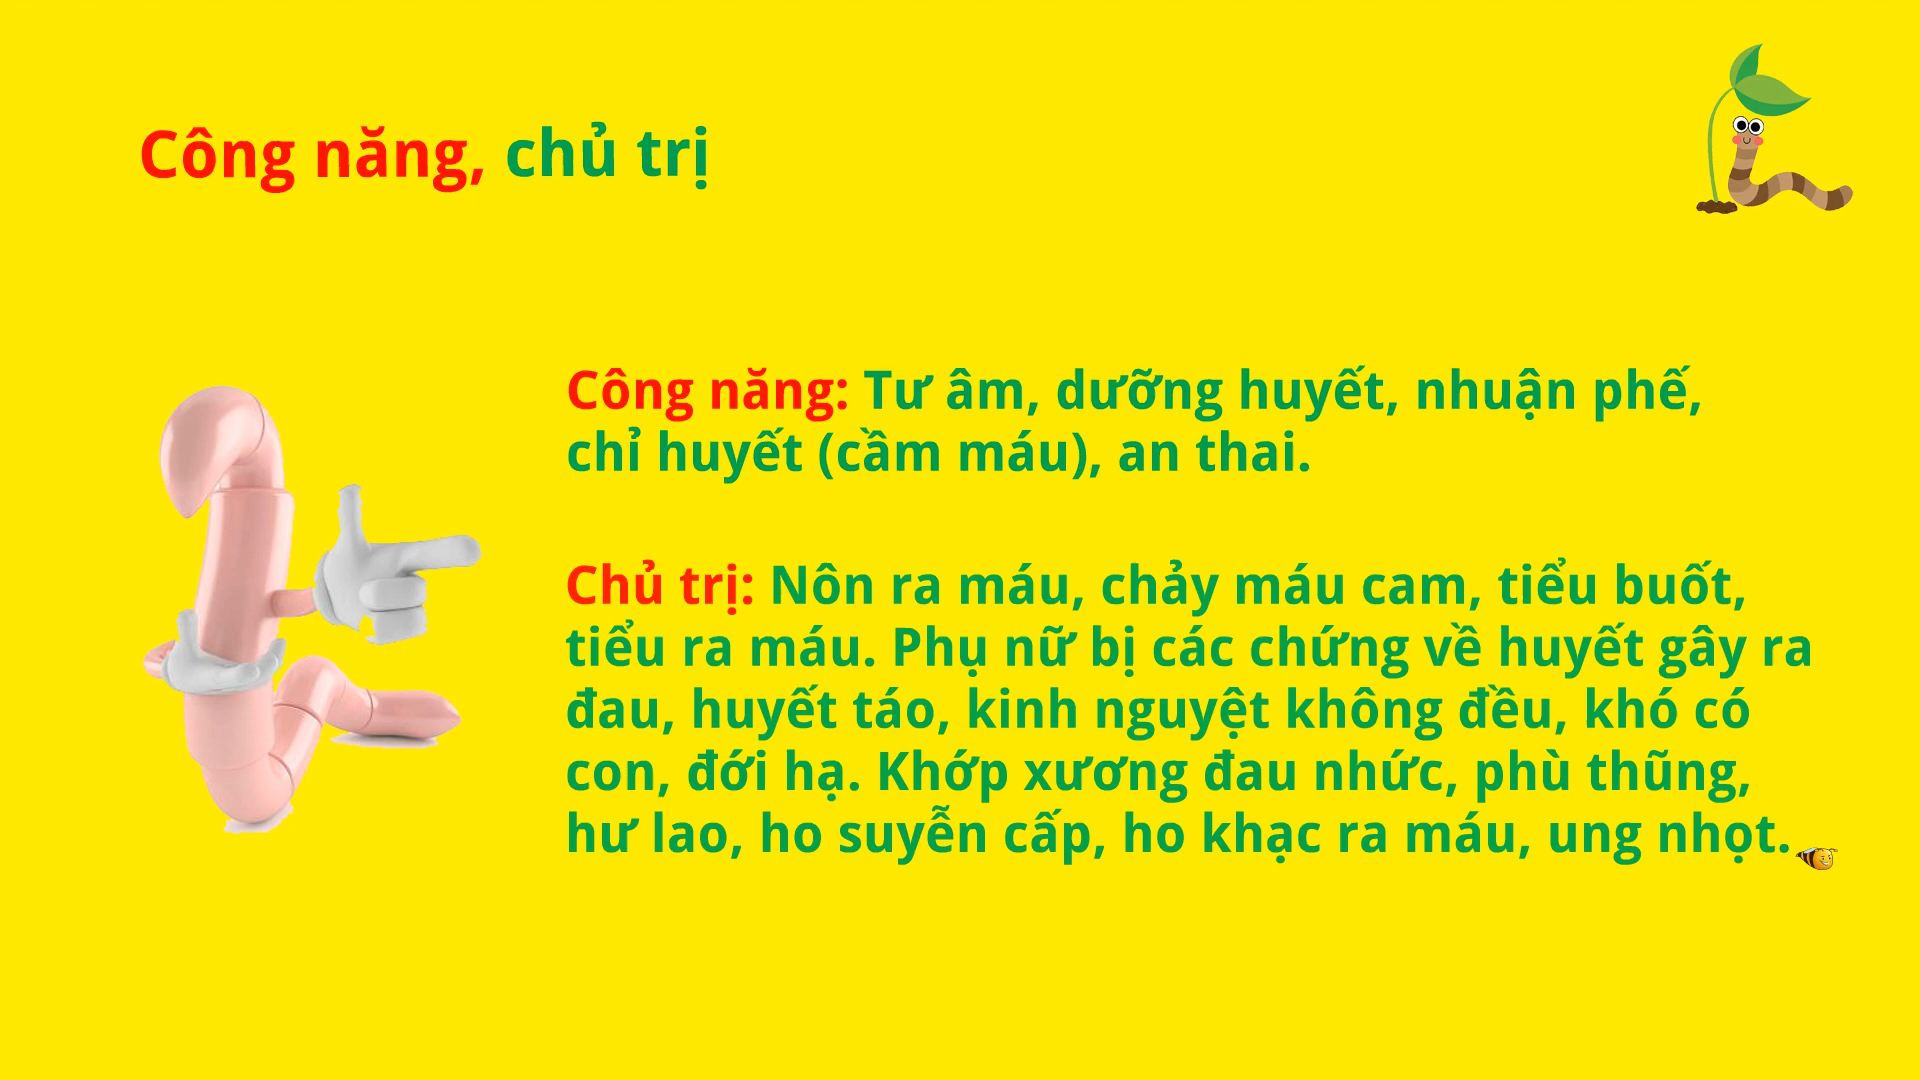 Công năng, chủ trị
Công năng: Tư âm, dưỡng huyết, nhuận phế,
chỉ huyết (cầm máu), an thai.
Chủ trị: Nôn ra máu, chảy máu cam, tiểu buốt,
tiểu ra máu. Phụ nữ bị các chứng về huyết gây ra
đau, huyết táo, kinh nguyệt không đều, khó có
con, đới hạ. Khớp xương đau nhức, phù thũng,
hư lao, ho suyễn cấp, ho khạc ra máu, ung nhọt.